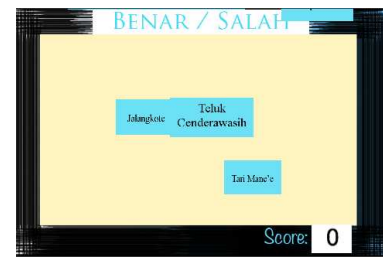 BENAR / SALAH
Jalangkote
Teluk
Cenderawasih
Tari Mane'e
Score: 0